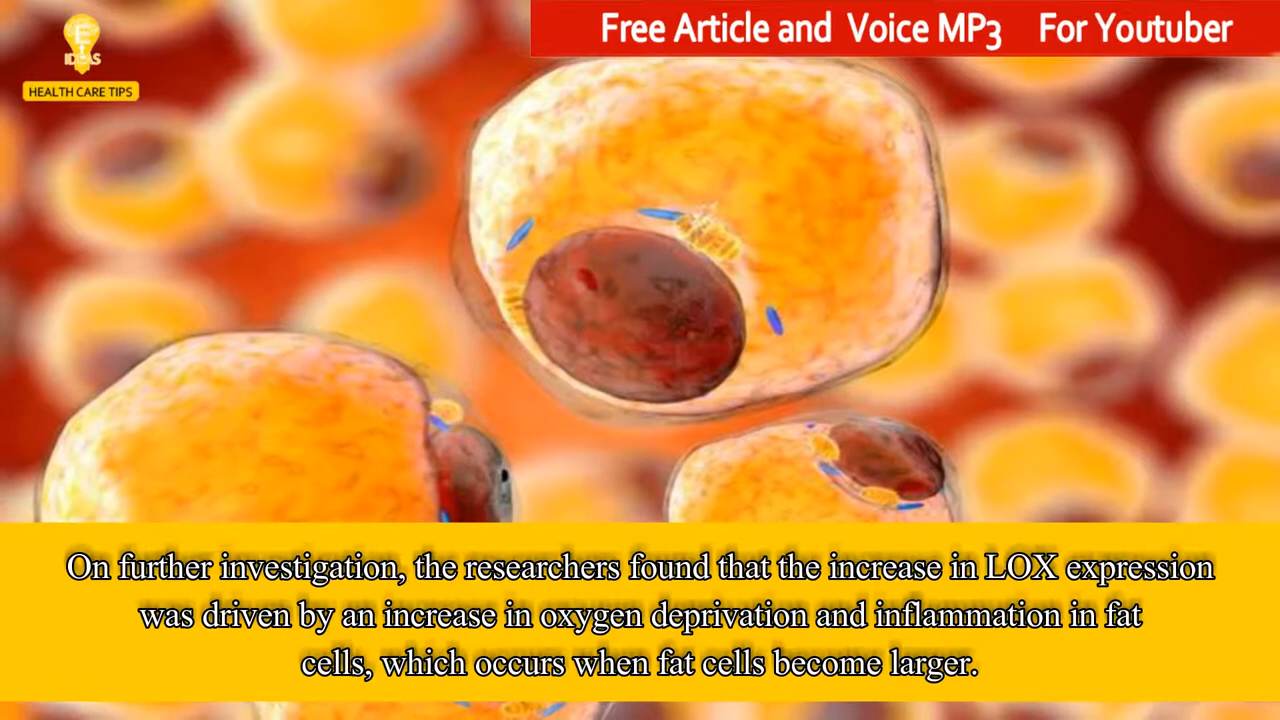 Free Article and Voice MP3 For Youtuber
E
IDEAS
HEALTH CARE TIPS
On further investigation, the researchers found that the increase in LOX expression
was driven by an increase in oxygen deprivation and inflammation in fat
cells, which occurs when fat cells become larger.